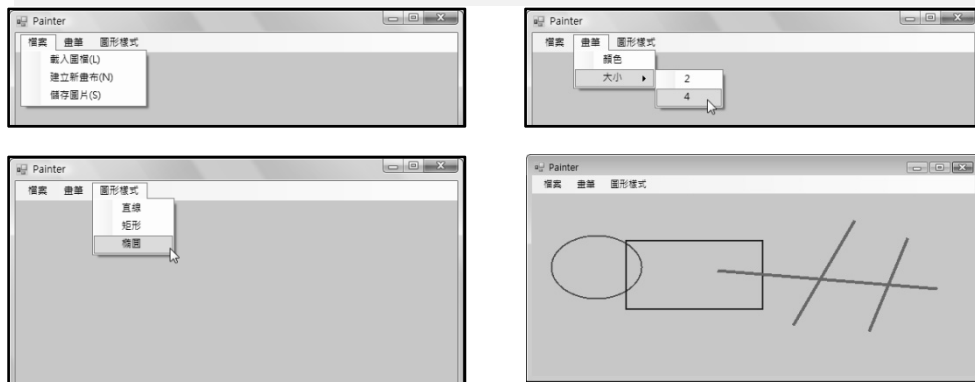 Painter
檔案 畫筆 圖形樣式
載入圖檔(L)
建立新畫布(N)
儲存圖片(S)
Painter
檔案 畫筆 圖形樣式
顏色
大小
2
4
Painter
檔案 畫筆 圖形樣式
直線
矩形
橢圓
Painter
檔案 畫筆 圖形樣式